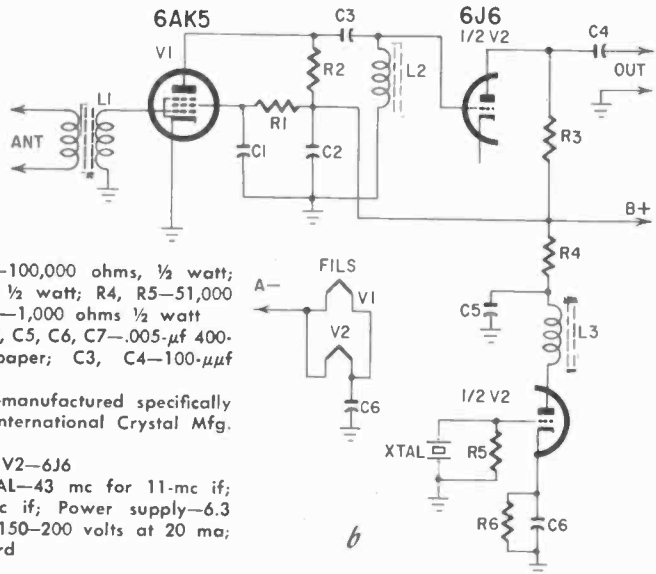 6AK5
6J6
V1
C3
1/2 V2
C4
L1
R2
L2
OUT
ANT
R1
R3
C1
C2
B+
R4
–100,000 ohms, ½ watt;
½ watt; R4, R5–51,000
–1,000 ohms ½ watt
, C5, C6, C7–.005-µf 400-
paper; C3, C4–100-µµf
-manufactured specifically
nternational Crystal Mfg.
V2–6J6
AL–43 mc for 11-mc if;
c if; Power supply–6.3
150–200 volts at 20 ma;
rd
FILS
A–
V1
V2
C6
C5
L3
1/2 V2
XTAL
R5
R6
C6
b